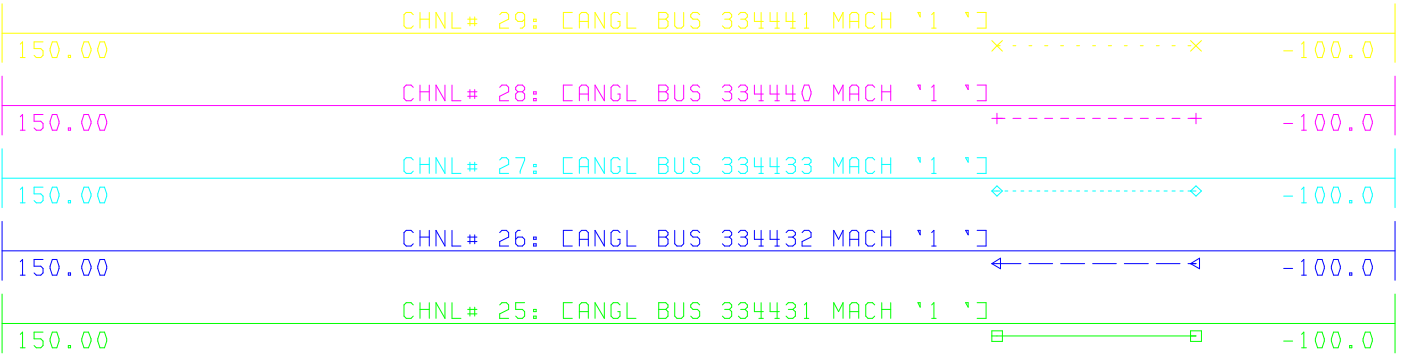 CHNL# 29: [ANGL BUS 334441 MACH '1 ']
150.00 -100.0
CHNL# 28: [ANGL BUS 334440 MACH '1 ']
150.00 -100.0
CHNL# 27: [ANGL BUS 334433 MACH '1 ']
150.00 -100.0
CHNL# 26: [ANGL BUS 334432 MACH '1 ']
150.00 -100.0
CHNL# 25: [ANGL BUS 334431 MACH '1 ']
150.00 -100.0